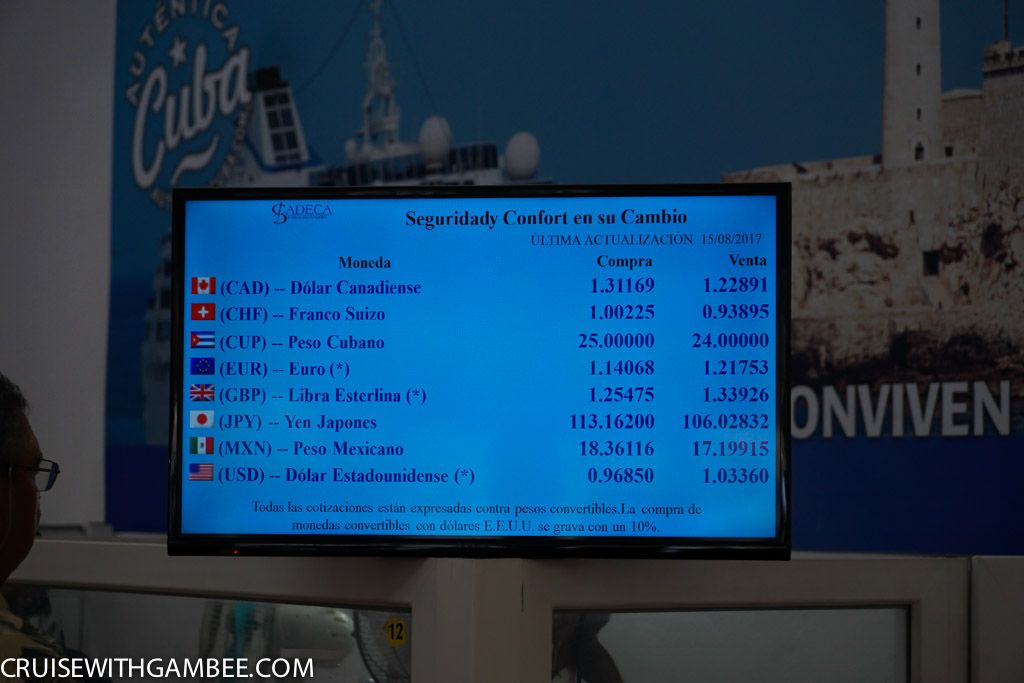 AUTÉNTICA
Cuba
CADECA
Seguridady Confort en su Cambio
ÚLTIMA ACTUALIZACIÓN 15/08/2017
Moneda Compra Venta
(CAD) -- Dólar Canadiense 1.31169 1.22891
(CHF) -- Franco Suizo 1.00225 0.93895
(CUP) -- Peso Cubano 25.00000 24.00000
(EUR) -- Euro (*) 1.14068 1.21753
(GBP) -- Libra Esterlina (*) 1.25475 1.33926
(JPY) -- Yen Japones 113.16200 106.02832
(MXN) -- Peso Mexicano 18.36116 17.19915
(USD) -- Dólar Estadounidense (*) 0.96850 1.03360
Todas las cotizaciones están expresadas contra pesos convertibles.La compra de
monedas convertibles con dólares E.E.U.U. se grava con un 10%.
ONVIVEN
12
CRUISEWITHGAMBEE.COM